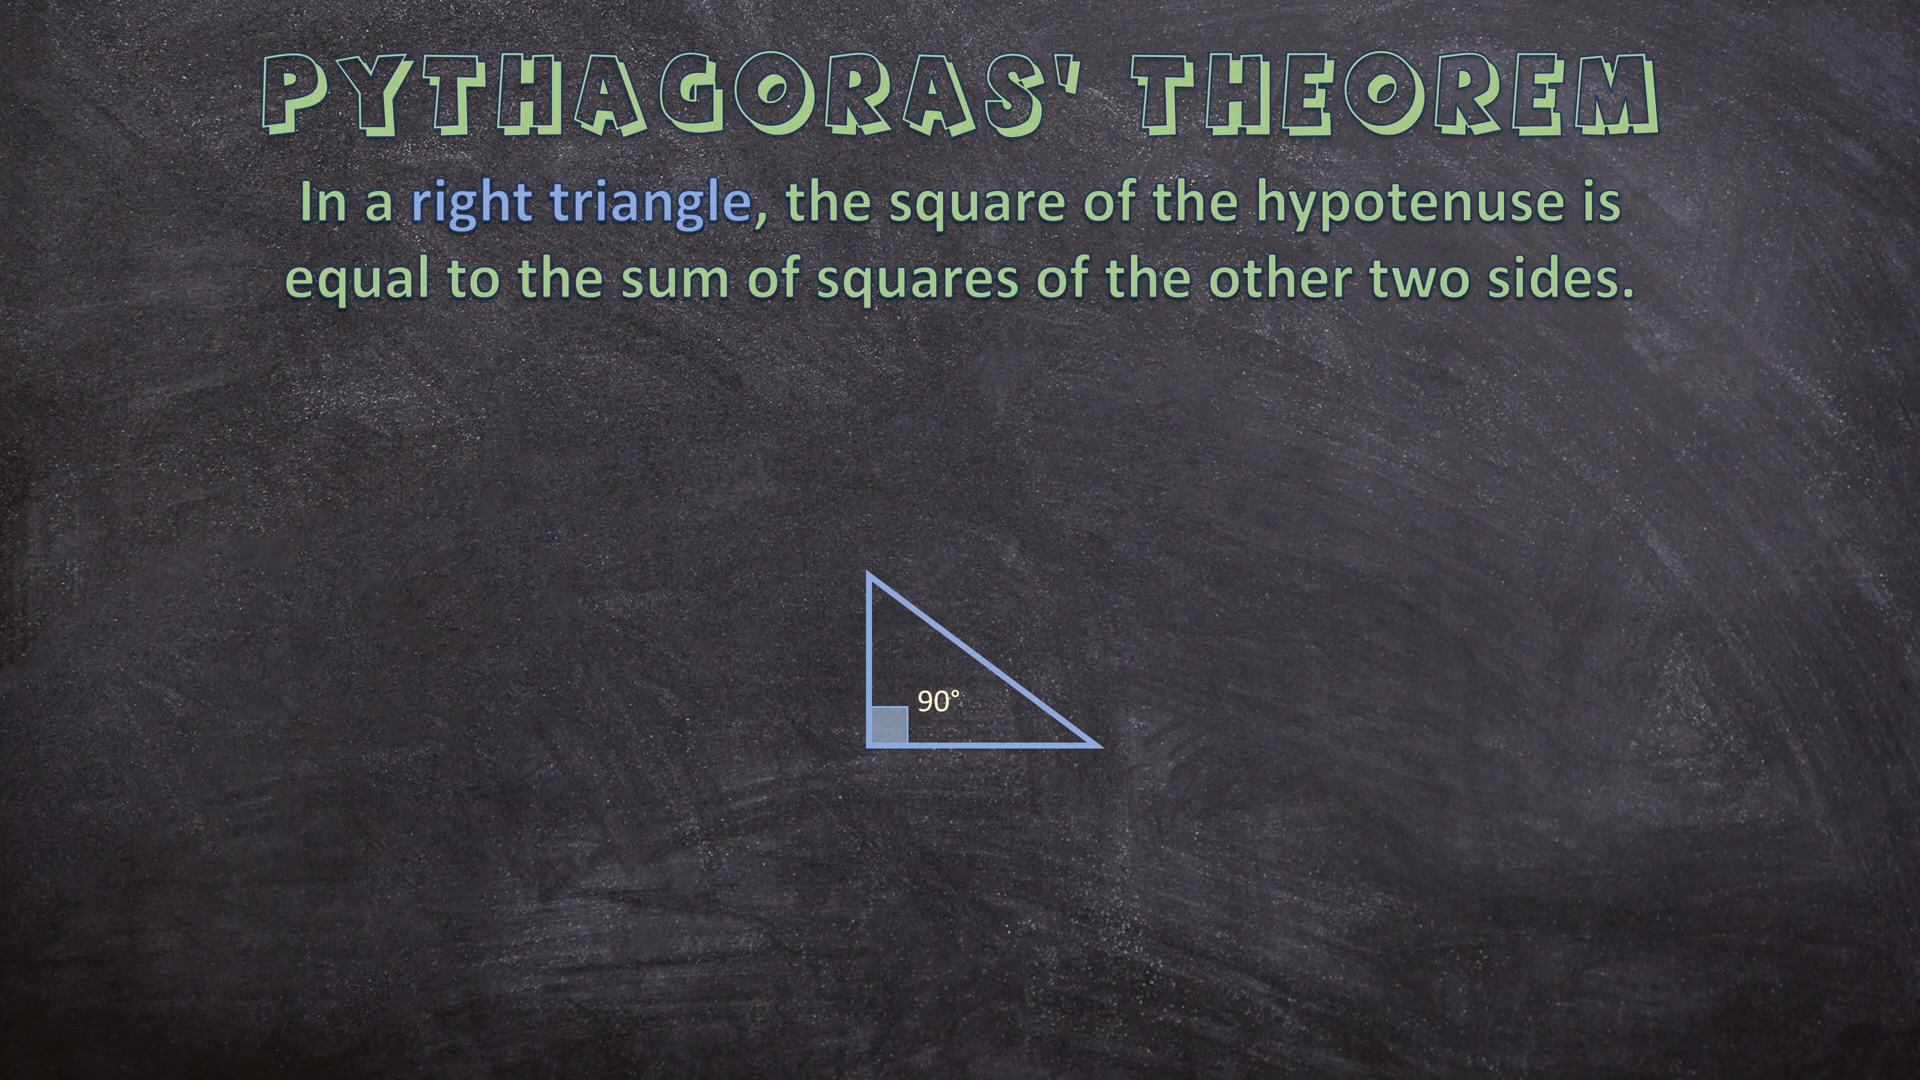 PYTHAGORAS' THEOREM
In a right triangle, the square of the hypotenuse is
equal to the sum of squares of the other two sides.
90°